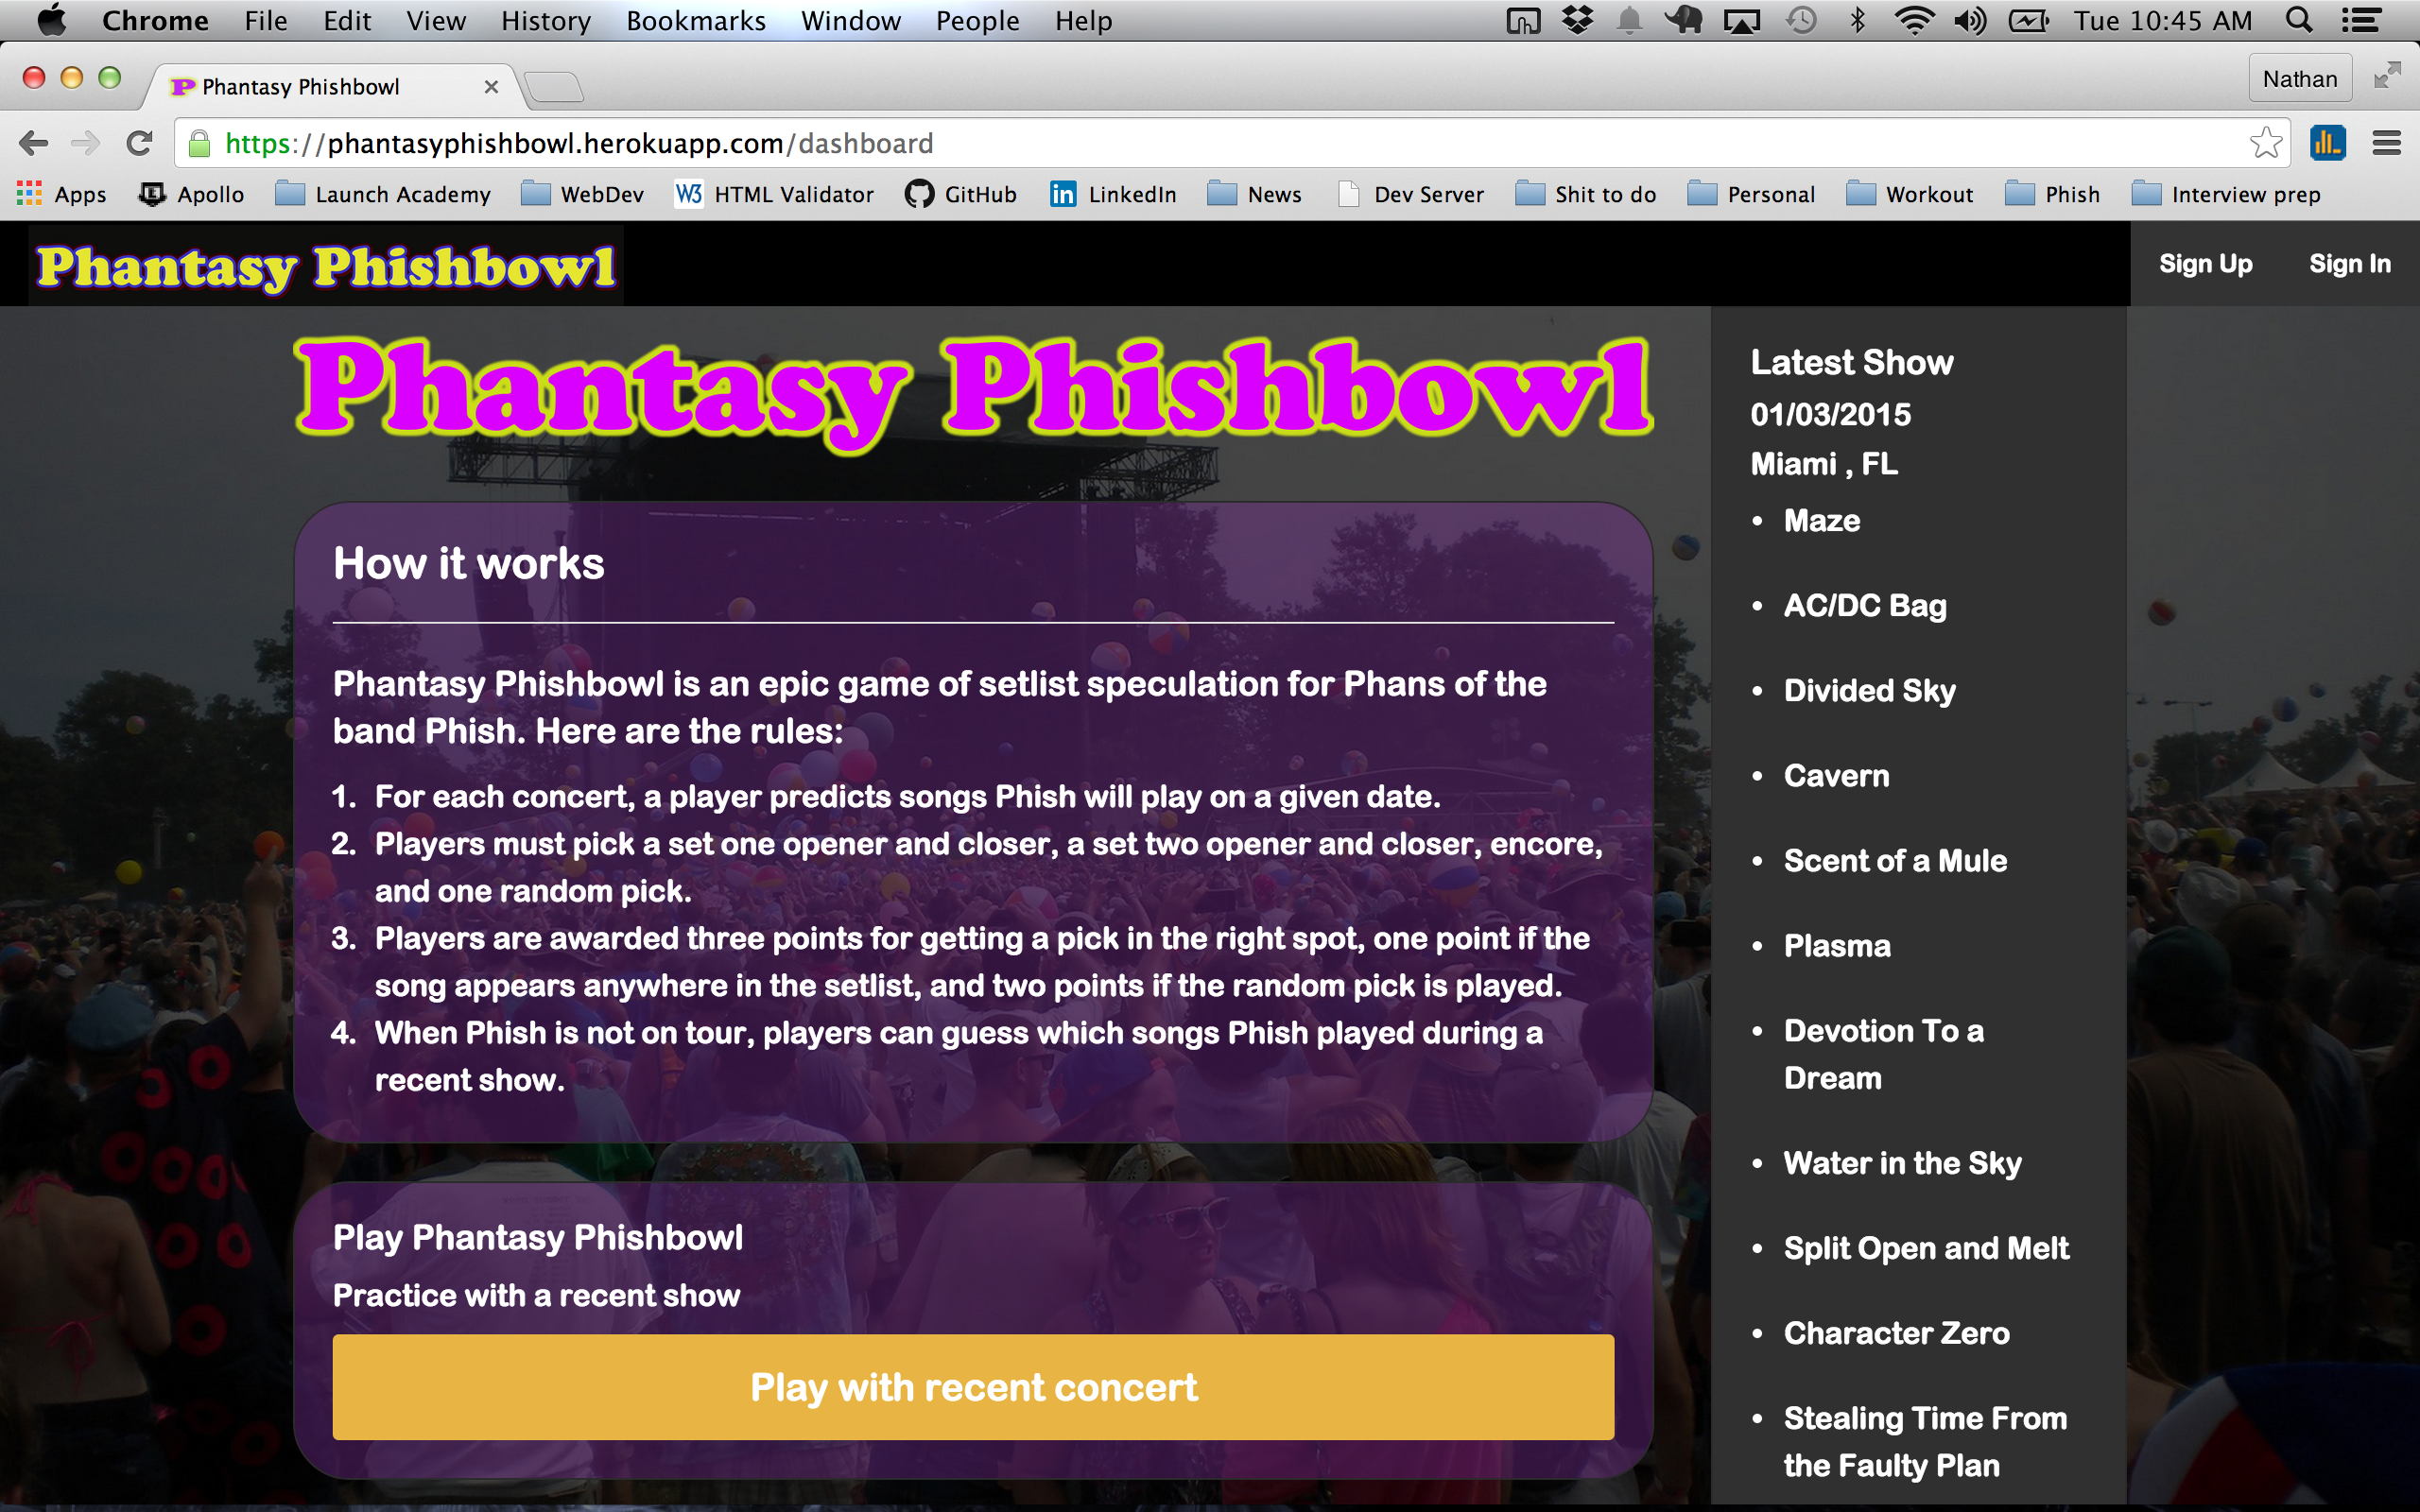 Chrome File Edit View History Bookmarks Window People Help Tue 10:45 AM
P Phantasy Phishbowl Nathan
https://phantasyphishbowl.herokuapp.com/dashboard
Apps Apollo Launch Academy WebDev W3 HTML Validator GitHub in LinkedIn News Dev Server Shit to do Personal Workout Phish Interview prep
Phantasy Phishbowl Sign Up Sign In
Phantasy Phishbowl
How it works
Phantasy Phishbowl is an epic game of setlist speculation for Phans of the
band Phish. Here are the rules:
1. For each concert, a player predicts songs Phish will play on a given date.
2. Players must pick a set one opener and closer, a set two opener and closer, encore,
and one random pick.
3. Players are awarded three points for getting a pick in the right spot, one point if the
song appears anywhere in the setlist, and two points if the random pick is played.
4. When Phish is not on tour, players can guess which songs Phish played during a
recent show.
Play Phantasy Phishbowl
Practice with a recent show
Play with recent concert
Latest Show
01/03/2015
Miami , FL
• Maze
• AC/DC Bag
• Divided Sky
• Cavern
• Scent of a Mule
• Plasma
• Devotion To a
Dream
• Water in the Sky
• Split Open and Melt
• Character Zero
• Stealing Time From
the Faulty Plan